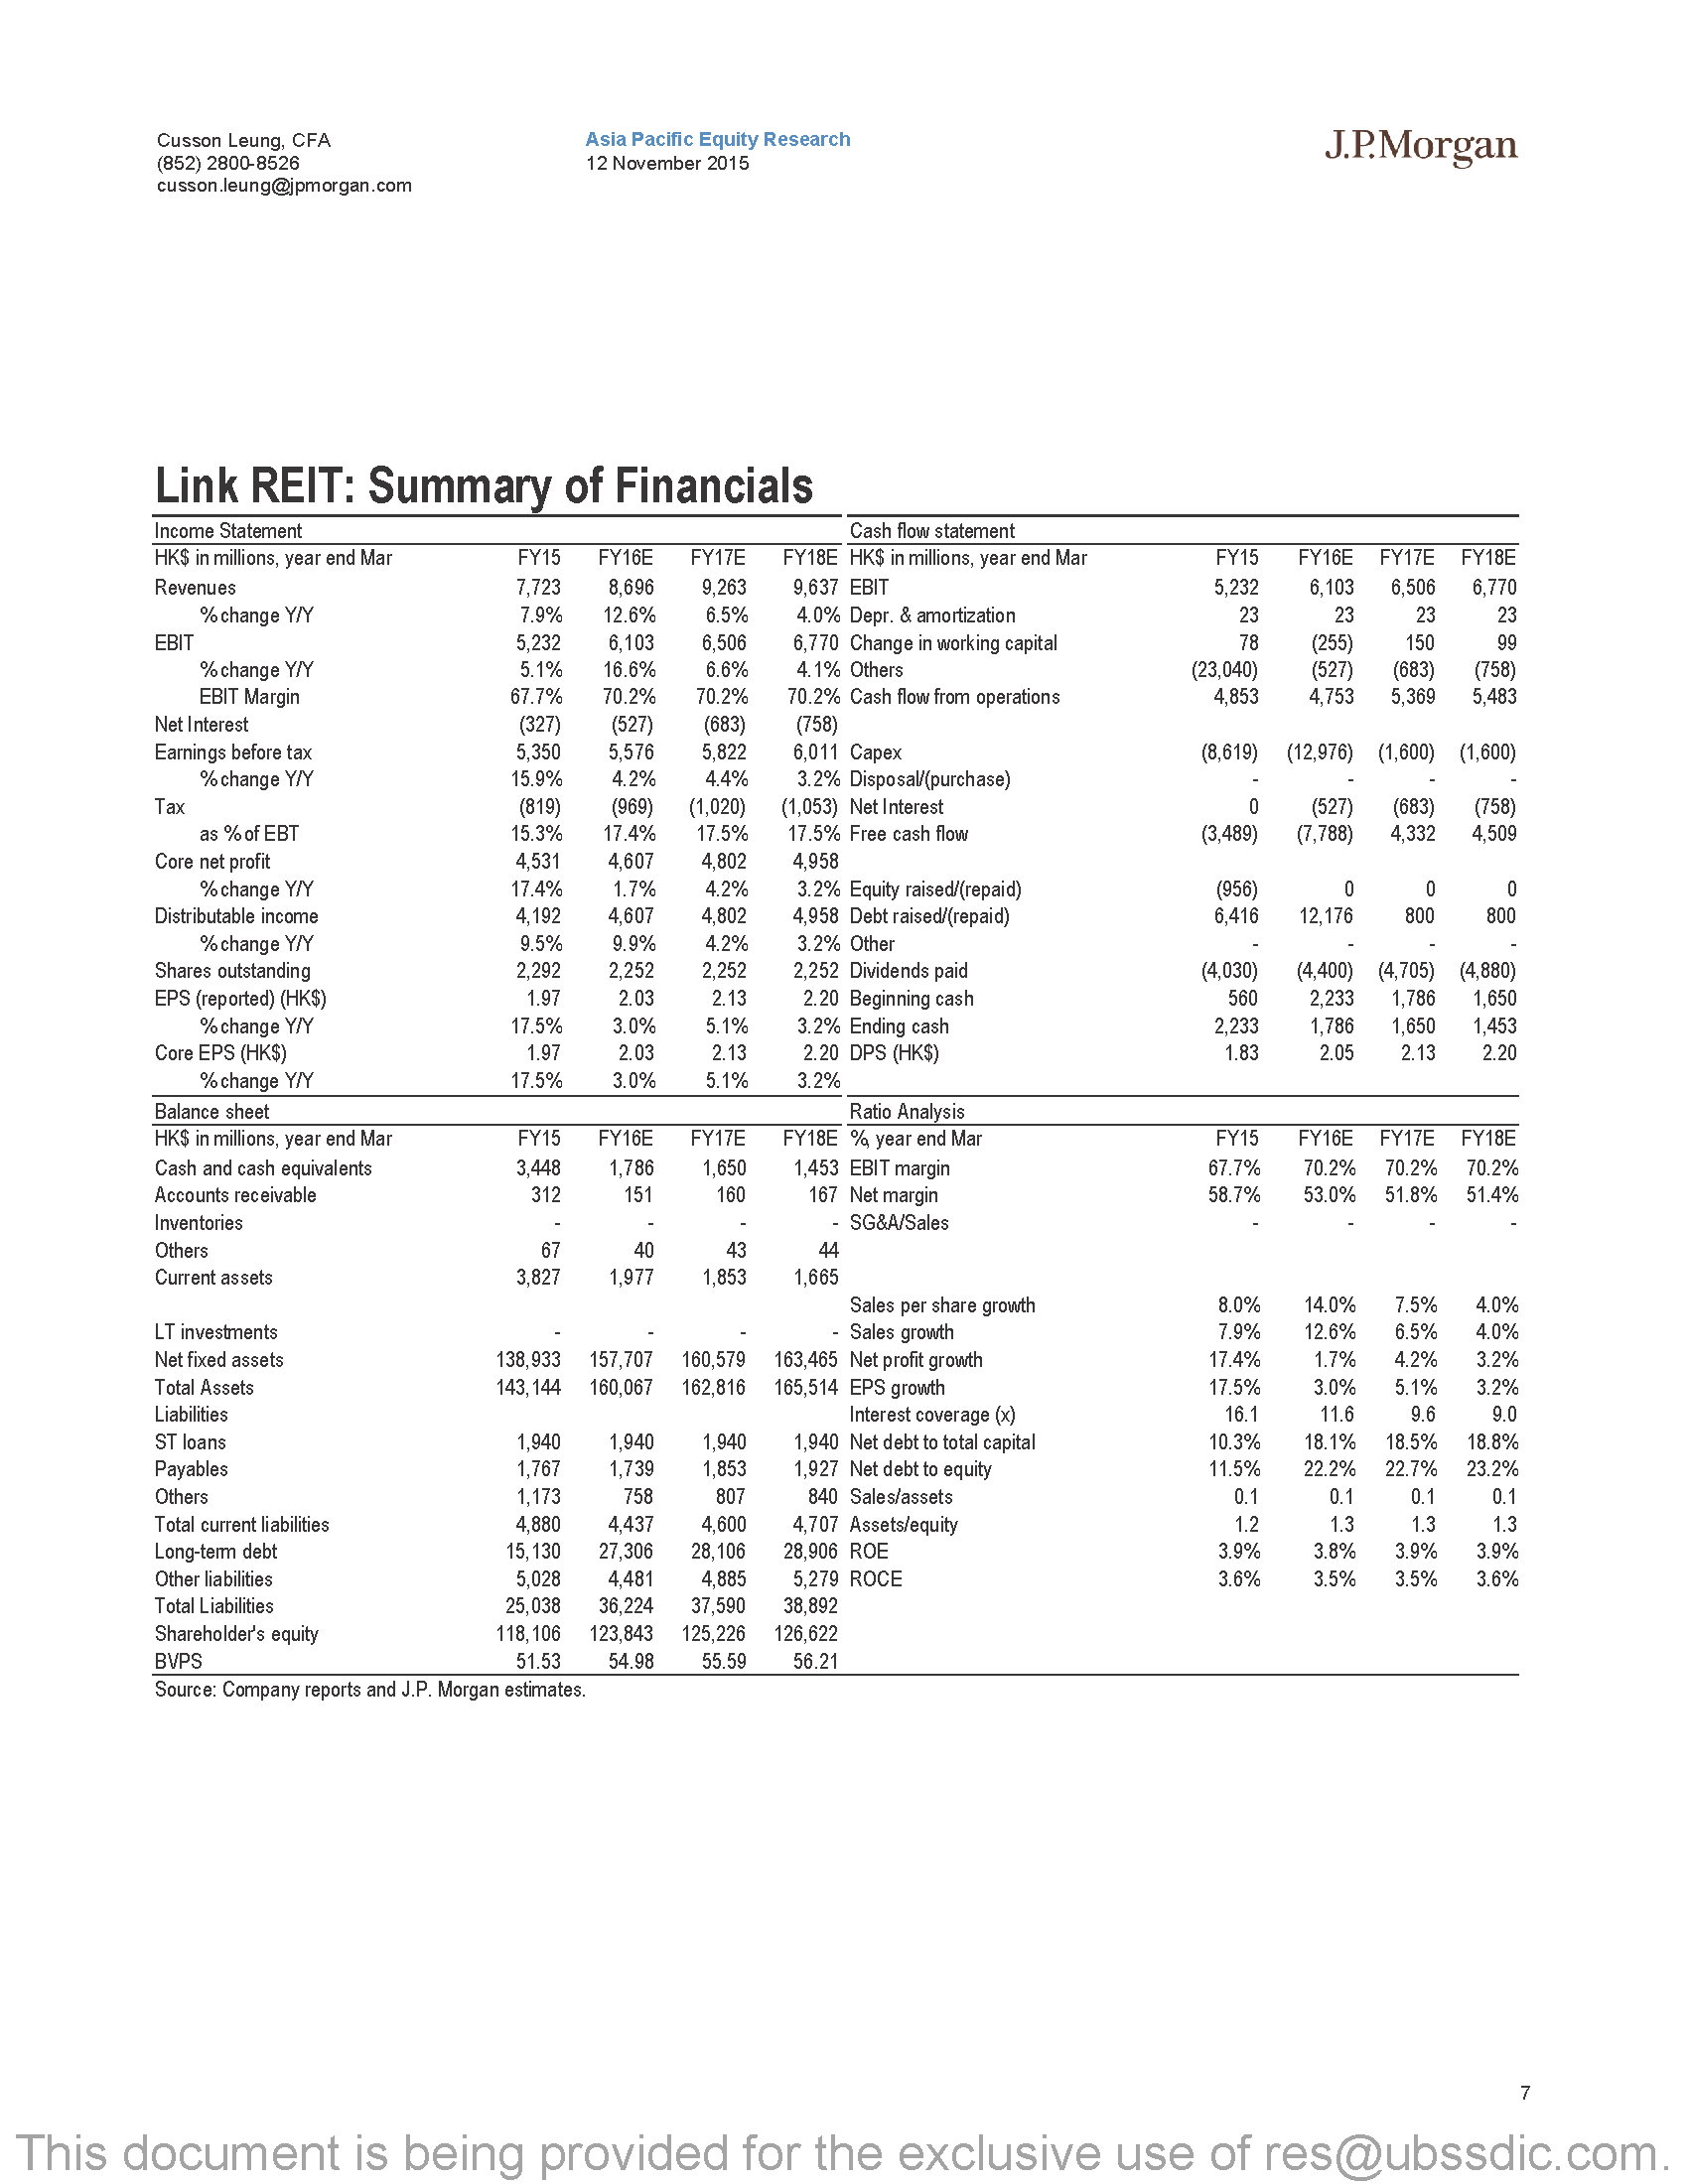 Cusson Leung, CFA
(852) 2800-8526
cusson.leung@jpmorgan.com
Asia Pacific Equity Research
12 November 2015
J.P.Morgan
Link REIT: Summary of Financials
Income Statement
HK$ in millions, year end Mar FY15 FY16E FY17E FY18E
Revenues 7,723 8,696 9,263 9,637
% change Y/Y 7.9% 12.6% 6.5% 4.0%
EBIT 5,232 6,103 6,506 6,770
% change Y/Y 5.1% 16.6% 6.6% 4.1%
EBIT Margin 67.7% 70.2% 70.2% 70.2%
Net Interest (327) (527) (683) (758)
Earnings before tax 5,350 5,576 5,822 6,011
% change Y/Y 15.9% 4.2% 4.4% 3.2%
Tax (819) (969) (1,020) (1,053)
as % of EBT 15.3% 17.4% 17.5% 17.5%
Core net profit 4,531 4,607 4,802 4,958
% change Y/Y 17.4% 1.7% 4.2% 3.2%
Distributable income 4,192 4,607 4,802 4,958
% change Y/Y 9.5% 9.9% 4.2% 3.2%
Shares outstanding 2,292 2,252 2,252 2,252
EPS (reported) (HK$) 1.97 2.03 2.13 2.20
% change Y/Y 17.5% 3.0% 5.1% 3.2%
Core EPS (HK$) 1.97 2.03 2.13 2.20
% change Y/Y 17.5% 3.0% 5.1% 3.2%
Cash flow statement
HK$ in millions, year end Mar FY15 FY16E FY17E FY18E
EBIT 5,232 6,103 6,506 6,770
Depr. & amortization 23 23 23 23
Change in working capital 78 (255) 150 99
Others (23,040) (527) (683) (758)
Cash flow from operations 4,853 4,753 5,369 5,483
Capex (8,619) (12,976) (1,600) (1,600)
Disposal/(purchase) - - - -
Net Interest 0 (527) (683) (758)
Free cash flow (3,489) (7,788) 4,332 4,509
Equity raised/(repaid) (956) 0 0 0
Debt raised/(repaid) 6,416 12,176 800 800
Other - - - -
Dividends paid (4,030) (4,400) (4,705) (4,880)
Beginning cash 560 2,233 1,786 1,650
Ending cash 2,233 1,786 1,650 1,453
DPS (HK$) 1.83 2.05 2.13 2.20
Balance sheet
HK$ in millions, year end Mar FY15 FY16E FY17E FY18E
Cash and cash equivalents 3,448 1,786 1,650 1,453
Accounts receivable 312 151 160 167
Inventories - - - -
Others 67 40 43 44
Current assets 3,827 1,977 1,853 1,665
LT investments - - - -
Net fixed assets 138,933 157,707 160,579 163,465
Total Assets 143,144 160,067 162,816 165,514
Liabilities
ST loans 1,940 1,940 1,940 1,940
Payables 1,767 1,739 1,853 1,927
Others 1,173 758 807 840
Total current liabilities 4,880 4,437 4,600 4,707
Long-term debt 15,130 27,306 28,106 28,906
Other liabilities 5,028 4,481 4,885 5,279
Total Liabilities 25,038 36,224 37,590 38,892
Shareholder's equity 118,106 123,843 125,226 126,622
BVPS 51.53 54.98 55.59 56.21
Ratio Analysis
%, year end Mar FY15 FY16E FY17E FY18E
EBIT margin 67.7% 70.2% 70.2% 70.2%
Net margin 58.7% 53.0% 51.8% 51.4%
SG&A/Sales - - - -
Sales per share growth 8.0% 14.0% 7.5% 4.0%
Sales growth 7.9% 12.6% 6.5% 4.0%
Net profit growth 17.4% 1.7% 4.2% 3.2%
EPS growth 17.5% 3.0% 5.1% 3.2%
Interest coverage (x) 16.1 11.6 9.6 9.0
Net debt to total capital 10.3% 18.1% 18.5% 18.8%
Net debt to equity 11.5% 22.2% 22.7% 23.2%
Sales/assets 0.1 0.1 0.1 0.1
Assets/equity 1.2 1.3 1.3 1.3
ROE 3.9% 3.8% 3.9% 3.9%
ROCE 3.6% 3.5% 3.5% 3.6%
Source: Company reports and J.P. Morgan estimates.
7
This document is being provided for the exclusive use of res@ubssdic.com.